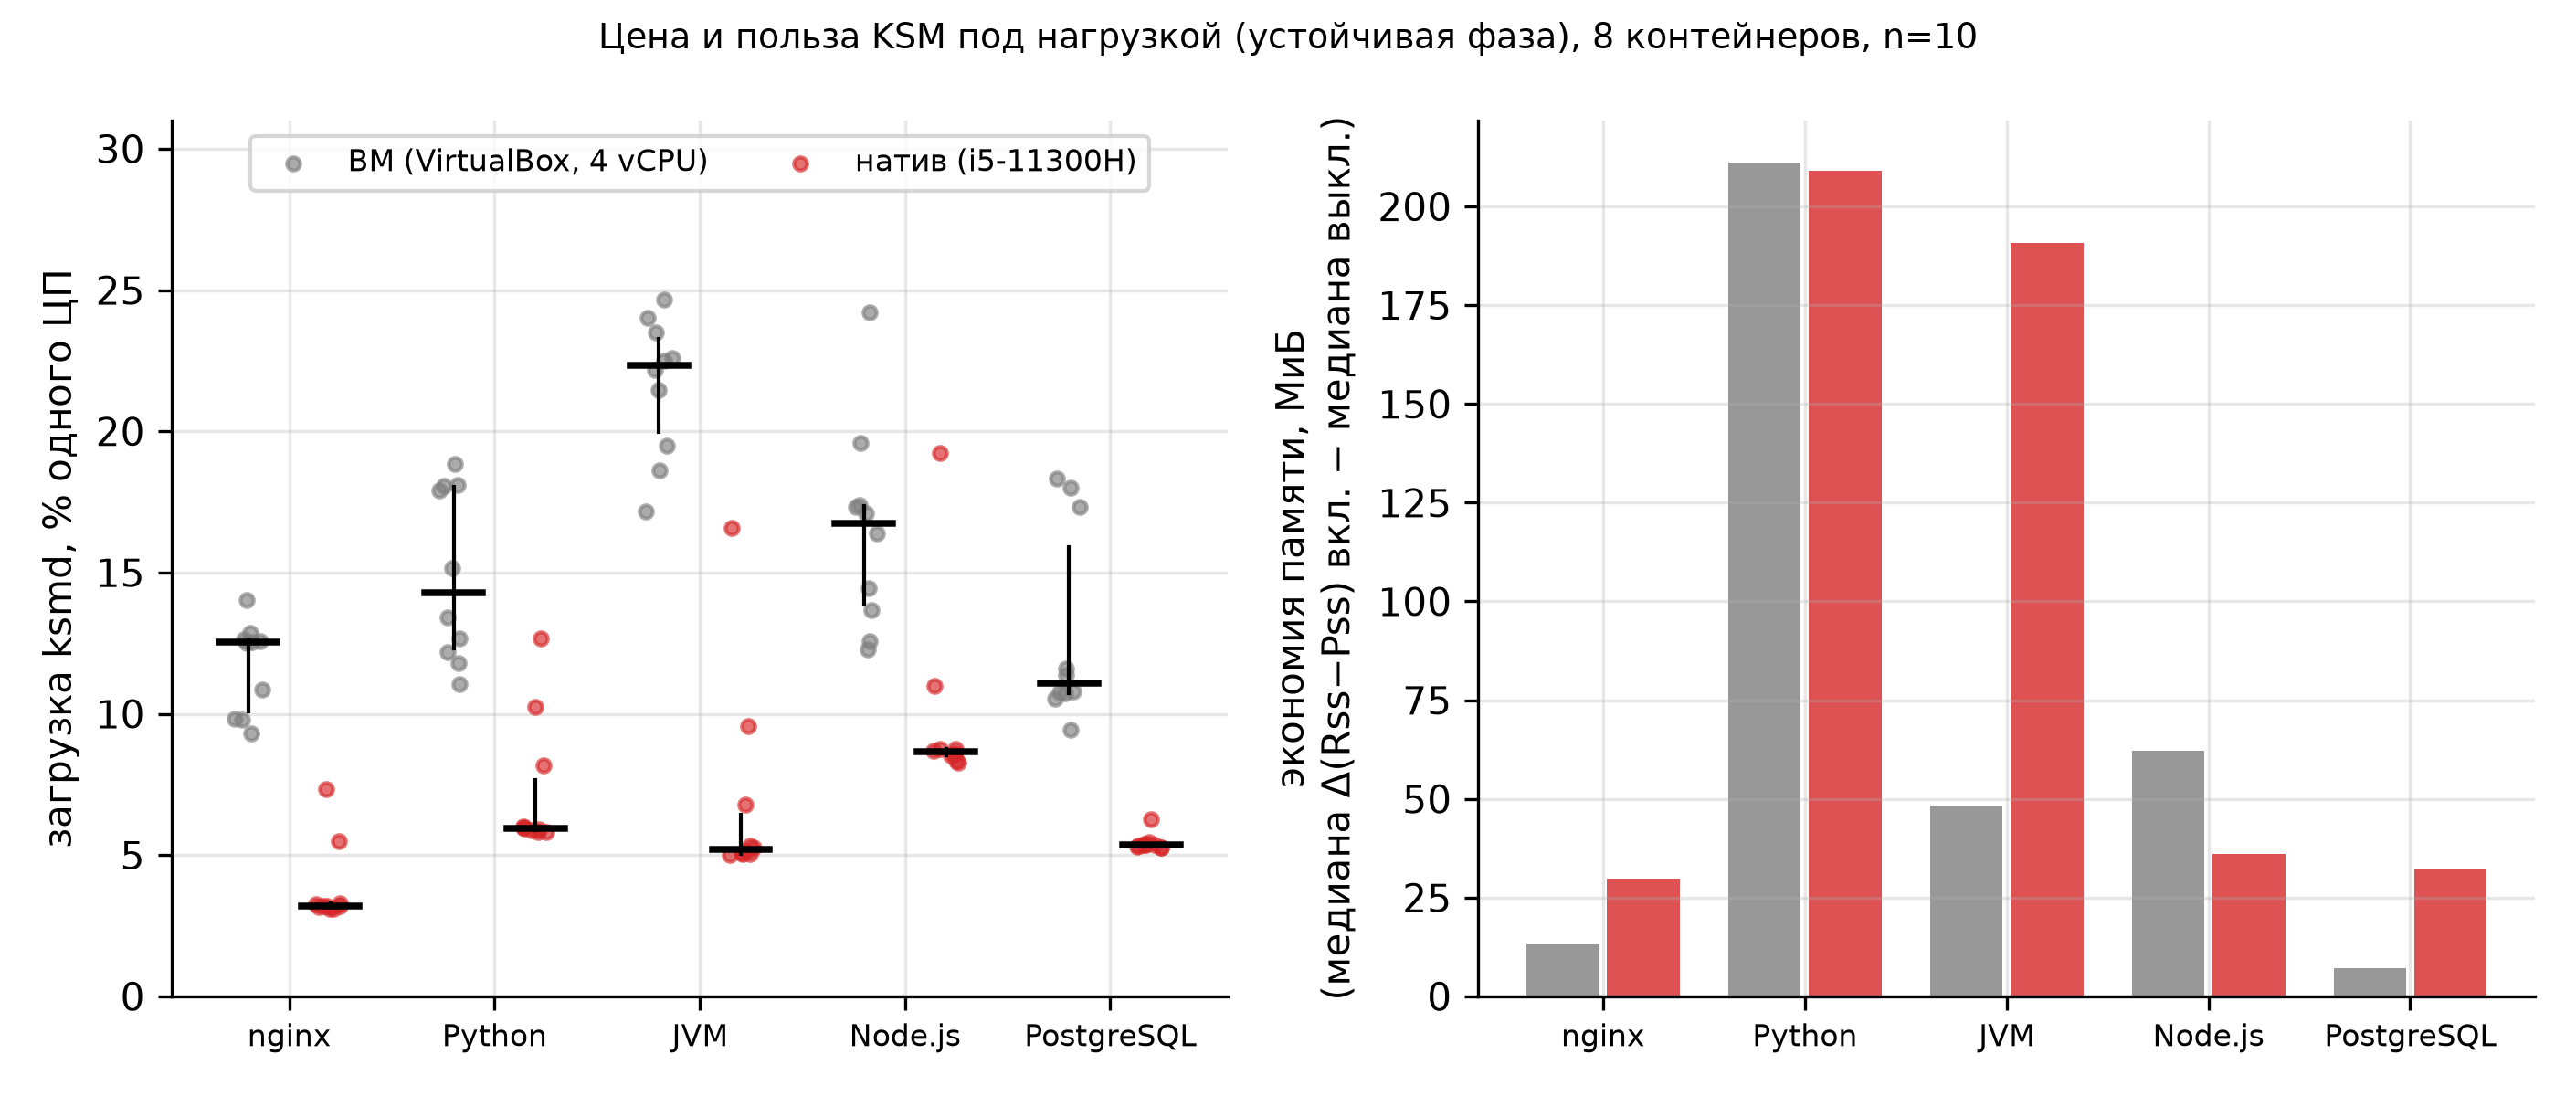 Цена и польза KSM под нагрузкой (устойчивая фаза), 8 контейнеров, n=10
загрузка ksmd, % одного ЦП
30
25
20
15
10
5
0
ВМ (VirtualBox, 4 vCPU)
натив (i5-11300H)
nginx
Python
JVM
Node.js
PostgreSQL
экономия памяти, МиБ
(медиана Δ(Rss−Pss) вкл. − медиана выкл.)
200
175
150
125
100
75
50
25
0
nginx
Python
JVM
Node.js
PostgreSQL